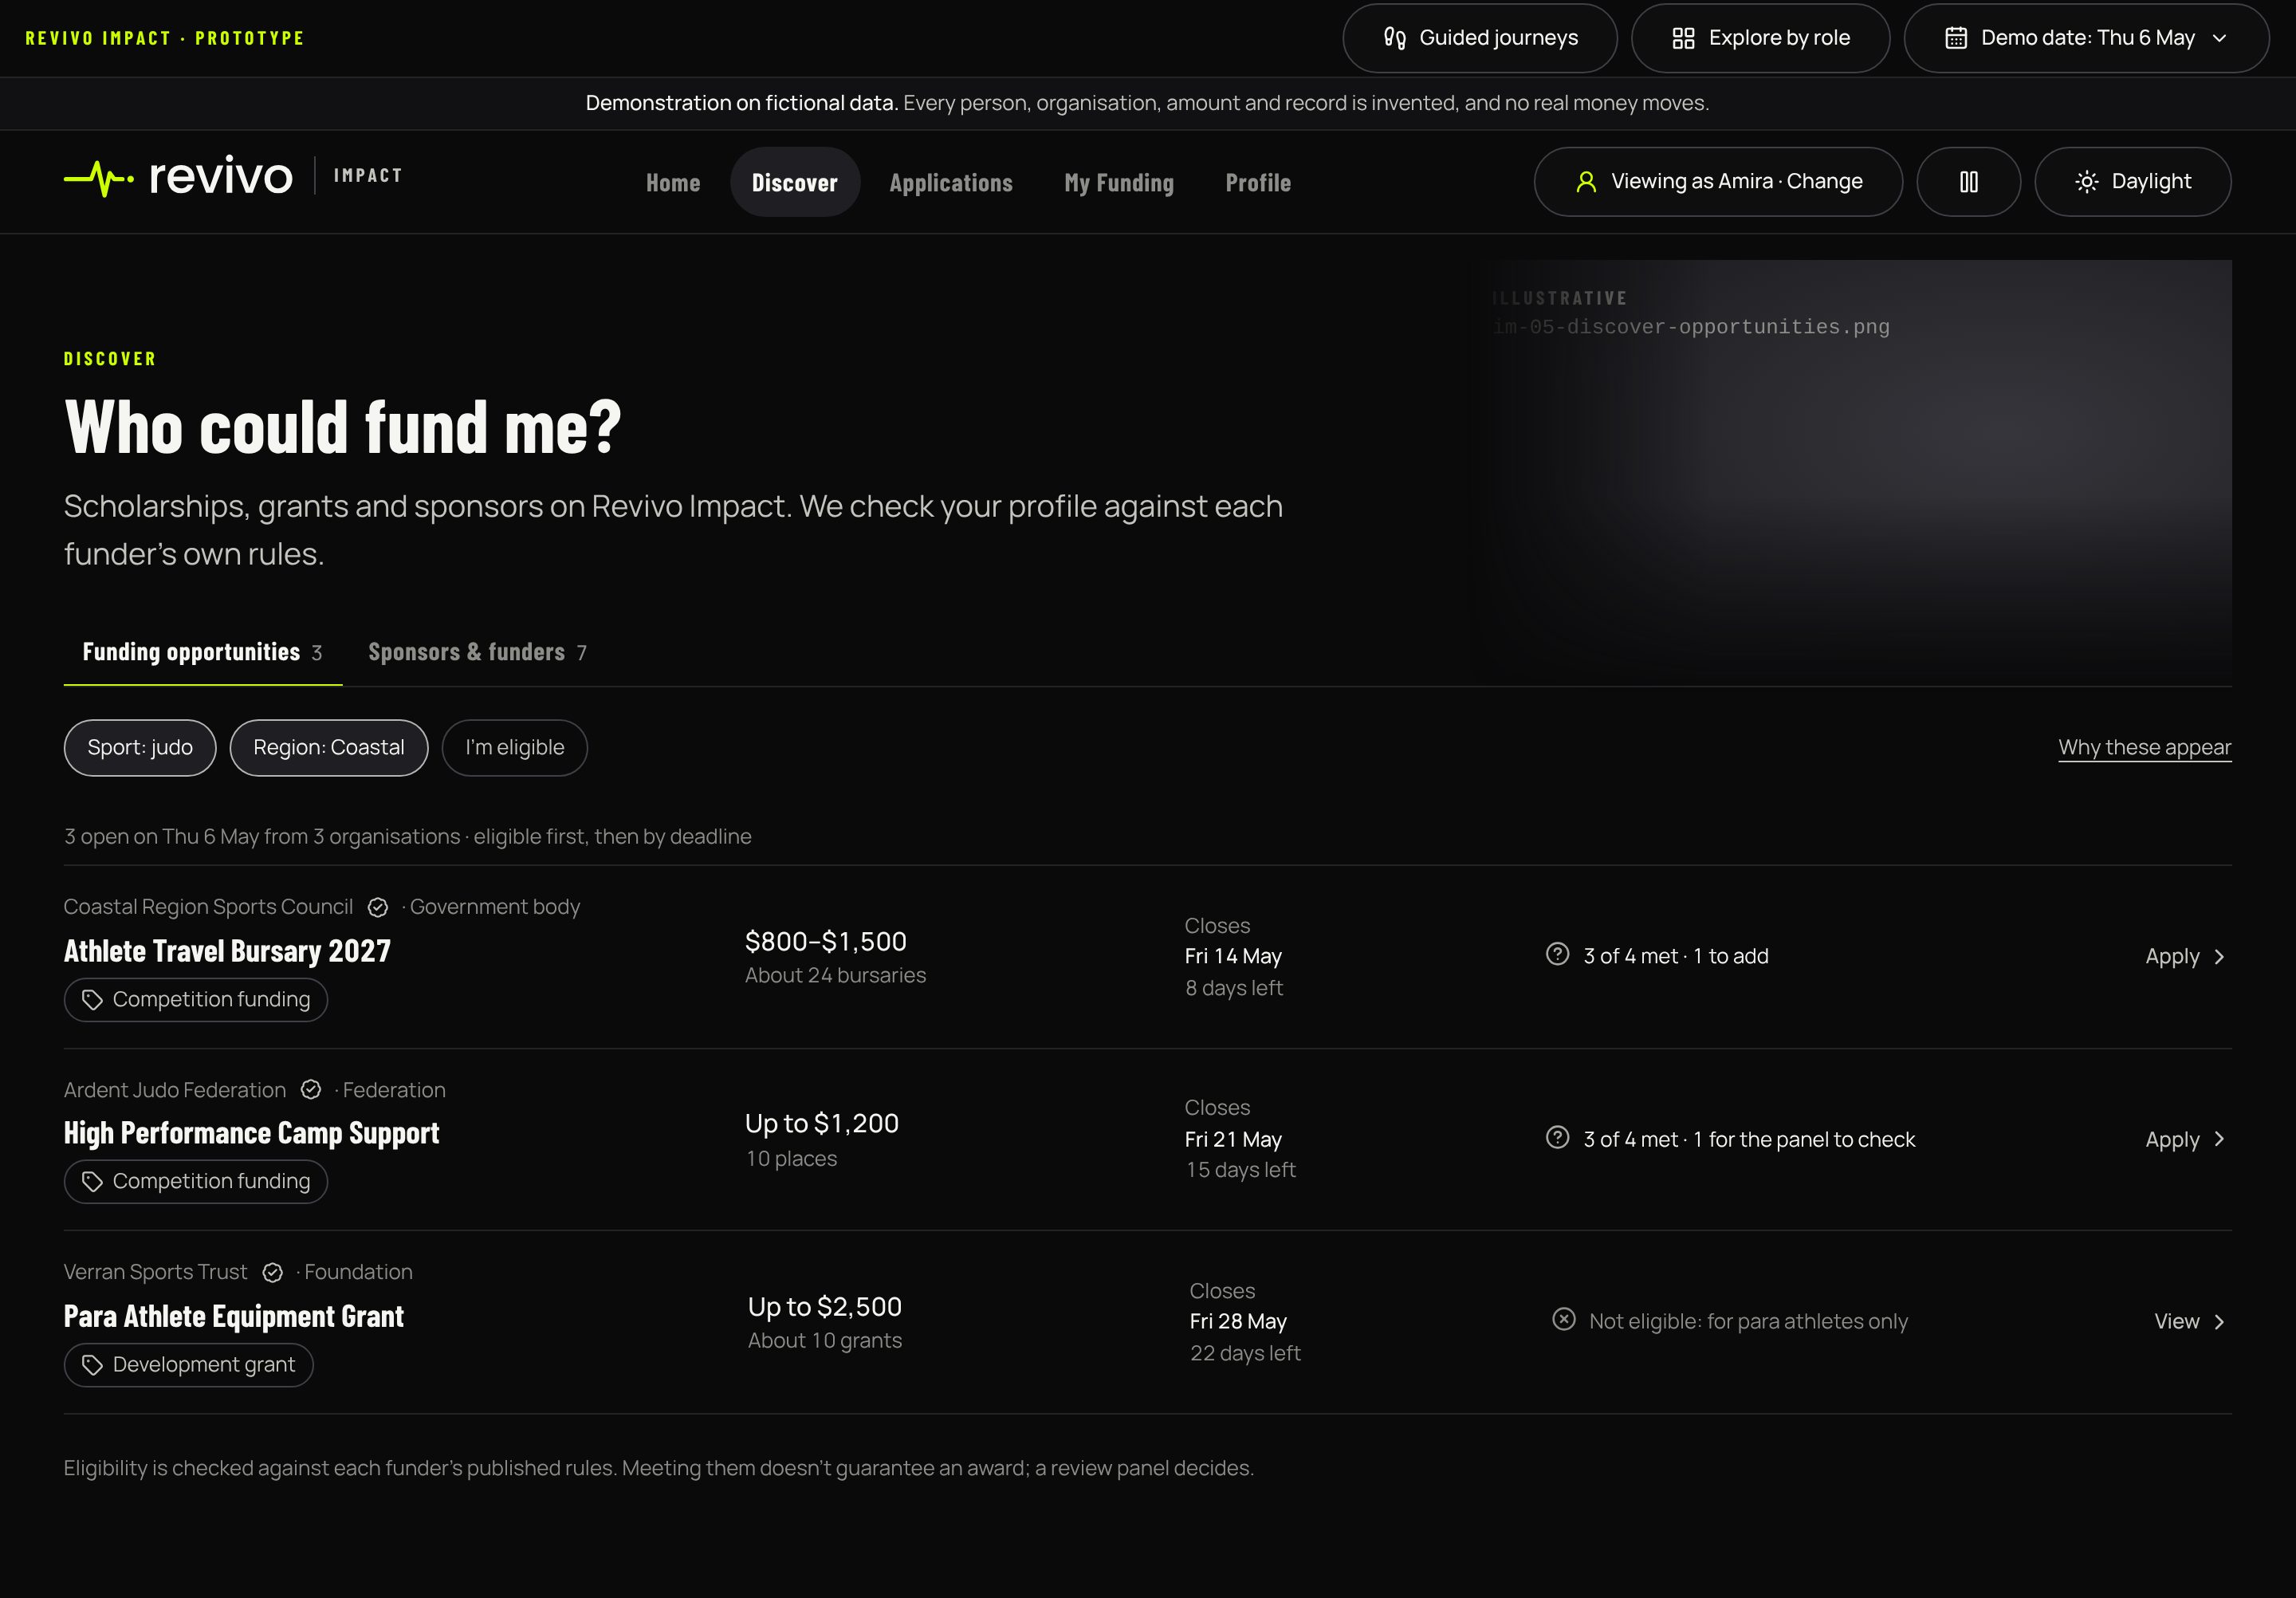 REVIVO IMPACT · PROTOTYPE
Guided journeys
Explore by role
Demo date: Thu 6 May
Demonstration on fictional data. Every person, organisation, amount and record is invented, and no real money moves.
revivo
IMPACT
Home
Discover
Applications
My Funding
Profile
Viewing as Amira · Change
Daylight
ILLUSTRATIVE
im-05-discover-opportunities.png
DISCOVER
Who could fund me?
Scholarships, grants and sponsors on Revivo Impact. We check your profile against each
funder’s own rules.
Funding opportunities 3
Sponsors & funders 7
Sport: judo
Region: Coastal
I’m eligible
Why these appear
3 open on Thu 6 May from 3 organisations · eligible first, then by deadline
Coastal Region Sports Council · Government body
Athlete Travel Bursary 2027
Competition funding
$800–$1,500
About 24 bursaries
Closes
Fri 14 May
8 days left
3 of 4 met · 1 to add
Apply
Ardent Judo Federation · Federation
High Performance Camp Support
Competition funding
Up to $1,200
10 places
Closes
Fri 21 May
15 days left
3 of 4 met · 1 for the panel to check
Apply
Verran Sports Trust · Foundation
Para Athlete Equipment Grant
Development grant
Up to $2,500
About 10 grants
Closes
Fri 28 May
22 days left
Not eligible: for para athletes only
View
Eligibility is checked against each funder’s published rules. Meeting them doesn’t guarantee an award; a review panel decides.